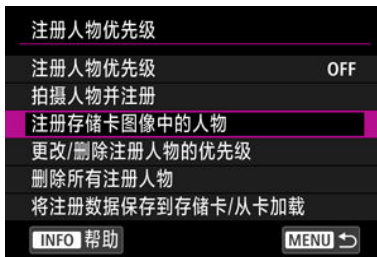 注册人物优先级
注册人物优先级 OFF
拍摄人物并注册
注册存储卡图像中的人物
更改/删除注册人物的优先级
删除所有注册人物
将注册数据保存到存储卡/从卡加载
INFO 帮助 MENU